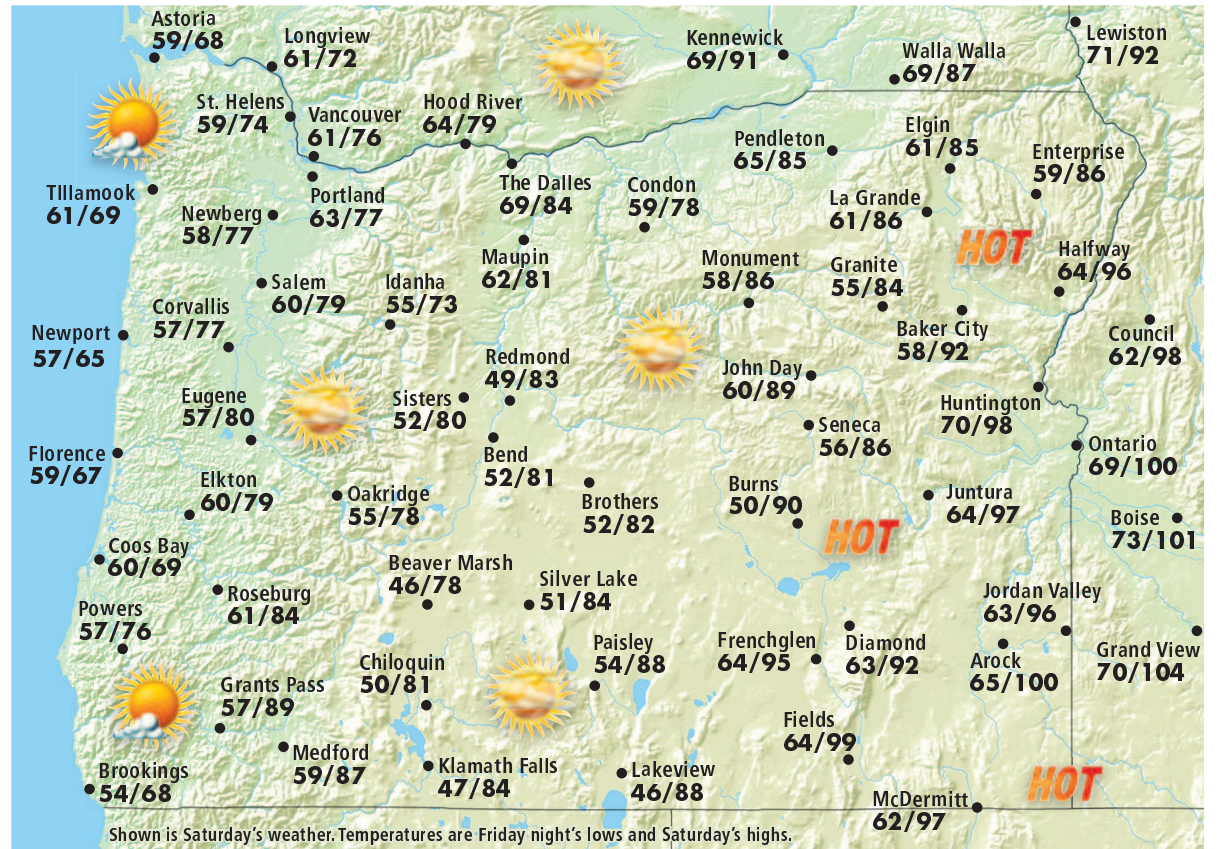 Astoria
59/68
Longview
61/72
Kennewick
69/91
Walla Walla
69/87
Lewiston
71/92
St. Helens
59/74
Vancouver
61/76
Hood River
64/79
Pendleton
65/85
Elgin
61/85
Enterprise
59/86
TIllamook
61/69
Newberg
58/77
Portland
63/77
The Dalles
69/84
Condon
59/78
La Grande
61/86
HOT
Maupin
62/81
Monument
58/86
Granite
55/84
Halfway
64/96
Salem
60/79
Idanha
55/73
Corvallis
57/77
Newport
57/65
Baker City
58/92
Council
62/98
Redmond
49/83
John Day
60/89
Eugene
57/80
Sisters
52/80
Huntington
70/98
Seneca
56/86
Florence
59/67
Bend
52/81
Ontario
69/100
Elkton
60/79
Oakridge
55/78
Brothers
52/82
Burns
50/90
Juntura
64/97
Boise
73/101
HOT
Coos Bay
60/69
Beaver Marsh
46/78
Silver Lake
51/84
Roseburg
61/84
Jordan Valley
63/96
Powers
57/76
Paisley
54/88
Frenchglen
64/95
Diamond
63/92
Arock
65/100
Grand View
70/104
Chiloquin
50/81
Grants Pass
57/89
Fields
64/99
Medford
59/87
Klamath Falls
47/84
Lakeview
46/88
Brookings
54/68
HOT
McDermitt
62/97
Shown is Saturday's weather. Temperatures are Friday night's lows and Saturday's highs.